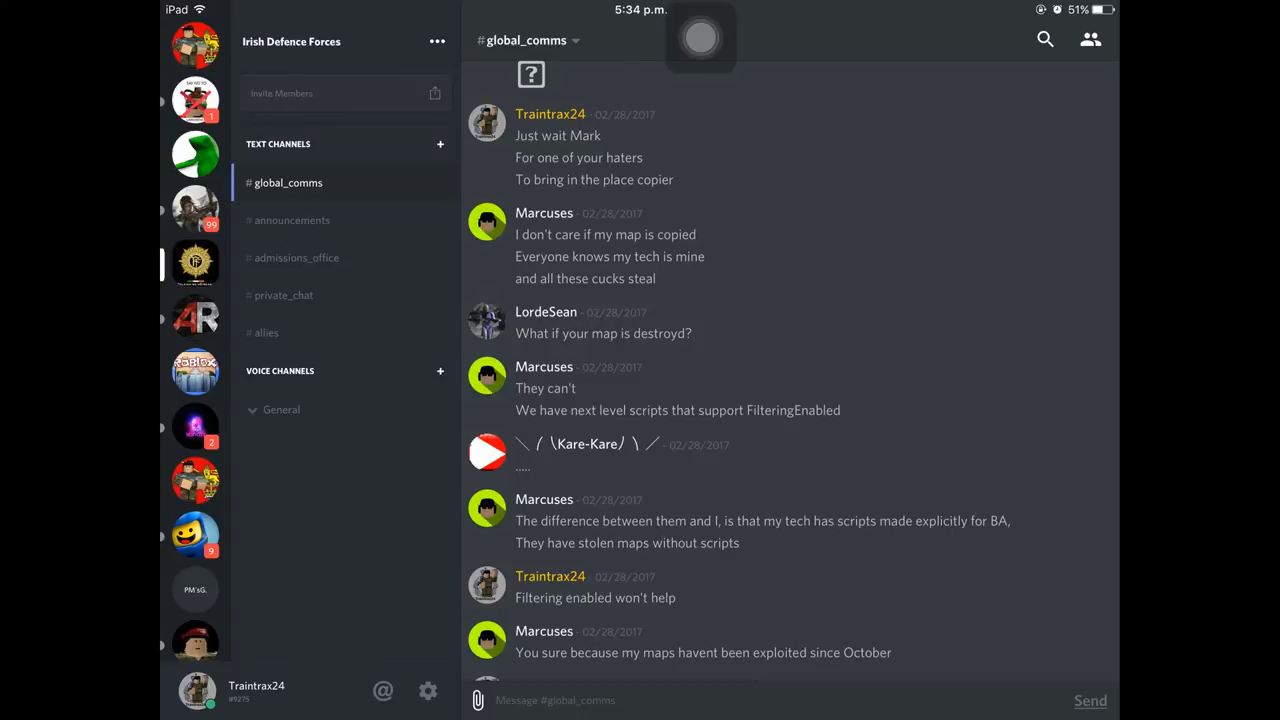 iPad
5:34 p.m.
51%
Irish Defence Forces
Invite Members
TEXT CHANNELS
# global_comms
# announcements
# admissions_office
# private_chat
# allies
VOICE CHANNELS
General
1
99
AR
ROBLOX
2
9
PM'sG.
Traintrax24
#9275
#global_comms
?
Traintrax24 - 02/28/2017
Just wait Mark
For one of your haters
To bring in the place copier
Marcuses - 02/28/2017
I don't care if my map is copied
Everyone knows my tech is mine
and all these cucks steal
LordeSean - 02/28/2017
What if your map is destroyd?
Marcuses - 02/28/2017
They can't
We have next level scripts that support FilteringEnabled
＼ ⎛ ⎝Kare-Kare⎠ ⎞ ／ - 02/28/2017
.....
Marcuses - 02/28/2017
The difference between them and I, is that my tech has scripts made explicitly for BA,
They have stolen maps without scripts
Traintrax24 - 02/28/2017
Filtering enabled won't help
Marcuses - 02/28/2017
You sure because my maps havent been exploited since October
Message #global_comms
Send